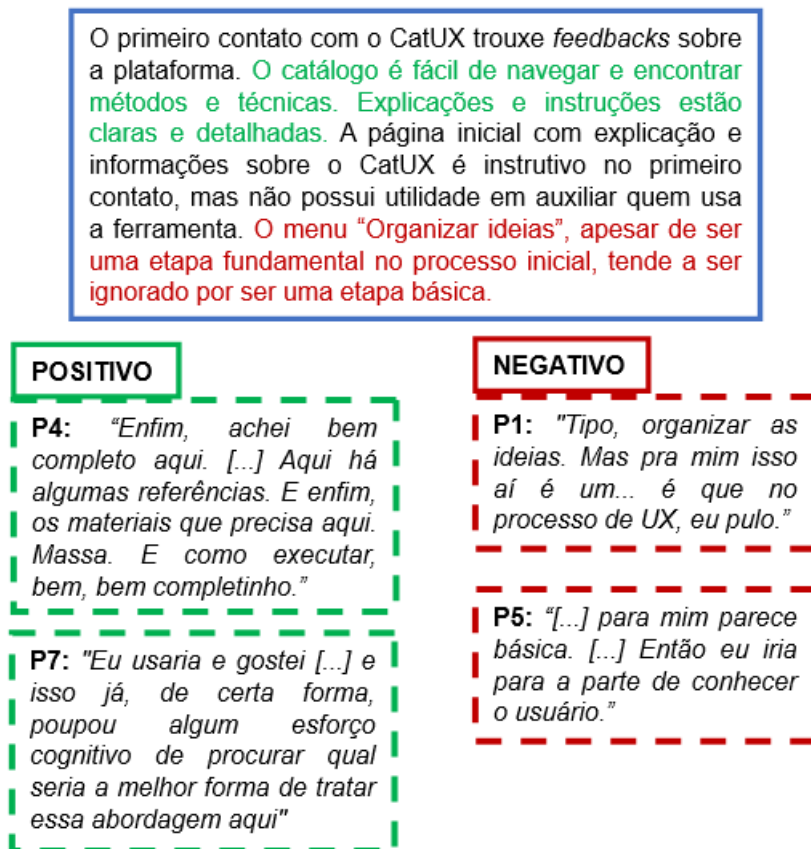 O primeiro contato com o CatUX trouxe feedbacks sobre
a plataforma. O catálogo é fácil de navegar e encontrar
métodos e técnicas. Explicações e instruções estão
claras e detalhadas. A página inicial com explicação e
informações sobre o CatUX é instrutivo no primeiro
contato, mas não possui utilidade em auxiliar quem usa
a ferramenta. O menu “Organizar ideias”, apesar de ser
uma etapa fundamental no processo inicial, tende a ser
ignorado por ser uma etapa básica.
POSITIVO
P4: “Enfim, achei bem
completo aqui. [...] Aqui há
algumas referências. E enfim,
os materiais que precisa aqui.
Massa. E como executar,
bem, bem completinho.”
P7: "Eu usaria e gostei [...] e
isso já, de certa forma,
poupou algum esforço
cognitivo de procurar qual
seria a melhor forma de tratar
essa abordagem aqui"
NEGATIVO
P1: "Tipo, organizar as
ideias. Mas pra mim isso
aí é um... é que no
processo de UX, eu pulo.”
P5: “[...] para mim parece
básica. [...] Então eu iria
para a parte de conhecer
o usuário.”